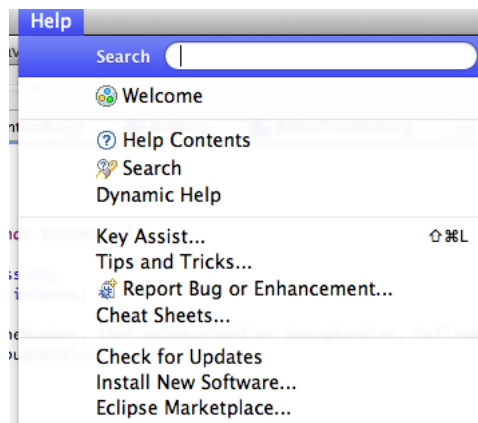 Help
Search
Welcome
Help Contents
Search
Dynamic Help
Key Assist... ⇧⌘L
Tips and Tricks...
Report Bug or Enhancement...
Cheat Sheets...
Check for Updates
Install New Software...
Eclipse Marketplace...